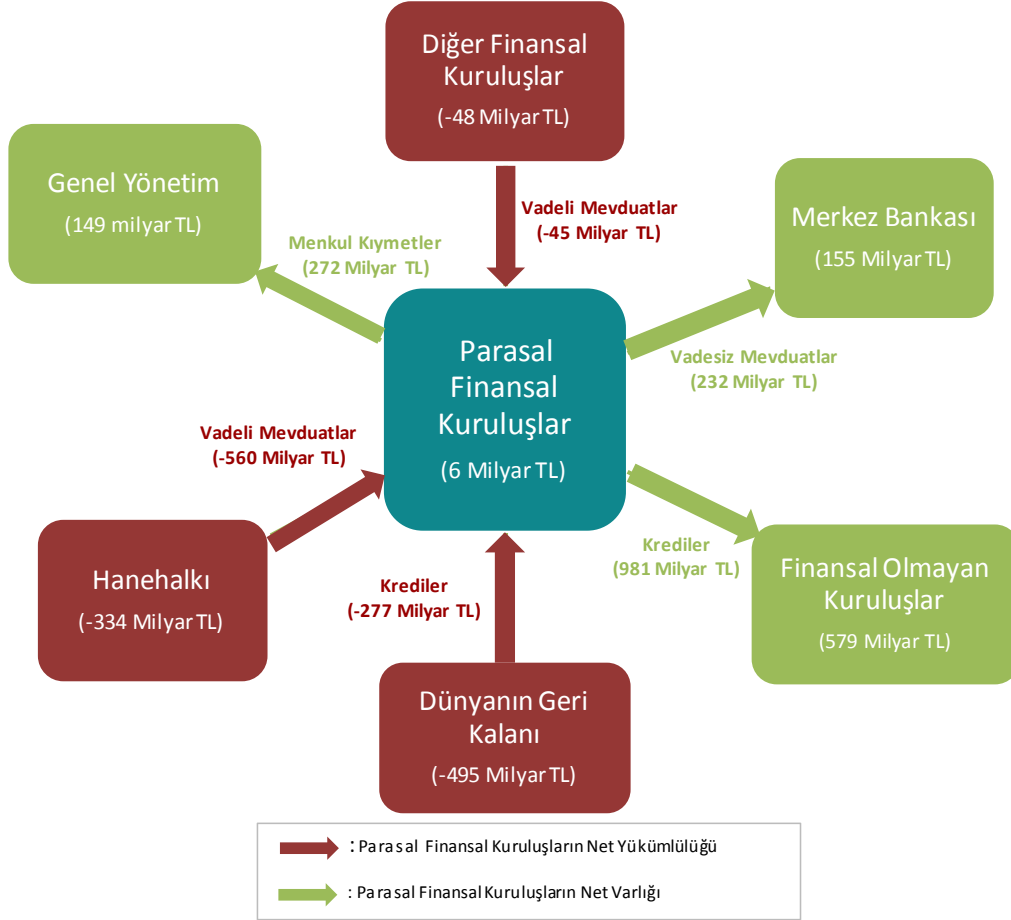 Diğer Finansal
Kuruluşlar
(-48 Milyar TL)
Genel Yönetim
(149 milyar TL)
Vadeli Mevduatlar
(-45 Milyar TL)
Merkez Bankası
(155 Milyar TL)
Menkul Kıymetler
(272 Milyar TL)
Parasal
Finansal
Kuruluşlar
(6 Milyar TL)
Vadesiz Mevduatlar
(232 Milyar TL)
Vadeli Mevduatlar
(-560 Milyar TL)
Hanehalkı
(-334 Milyar TL)
Krediler
(-277 Milyar TL)
Krediler
(981 Milyar TL)
Finansal Olmayan
Kuruluşlar
(579 Milyar TL)
Dünyanın Geri
Kalanı
(-495 Milyar TL)
: Parasal Finansal Kuruluşların Net Yükümlülüğü
: Parasal Finansal Kuruluşların Net Varlığı